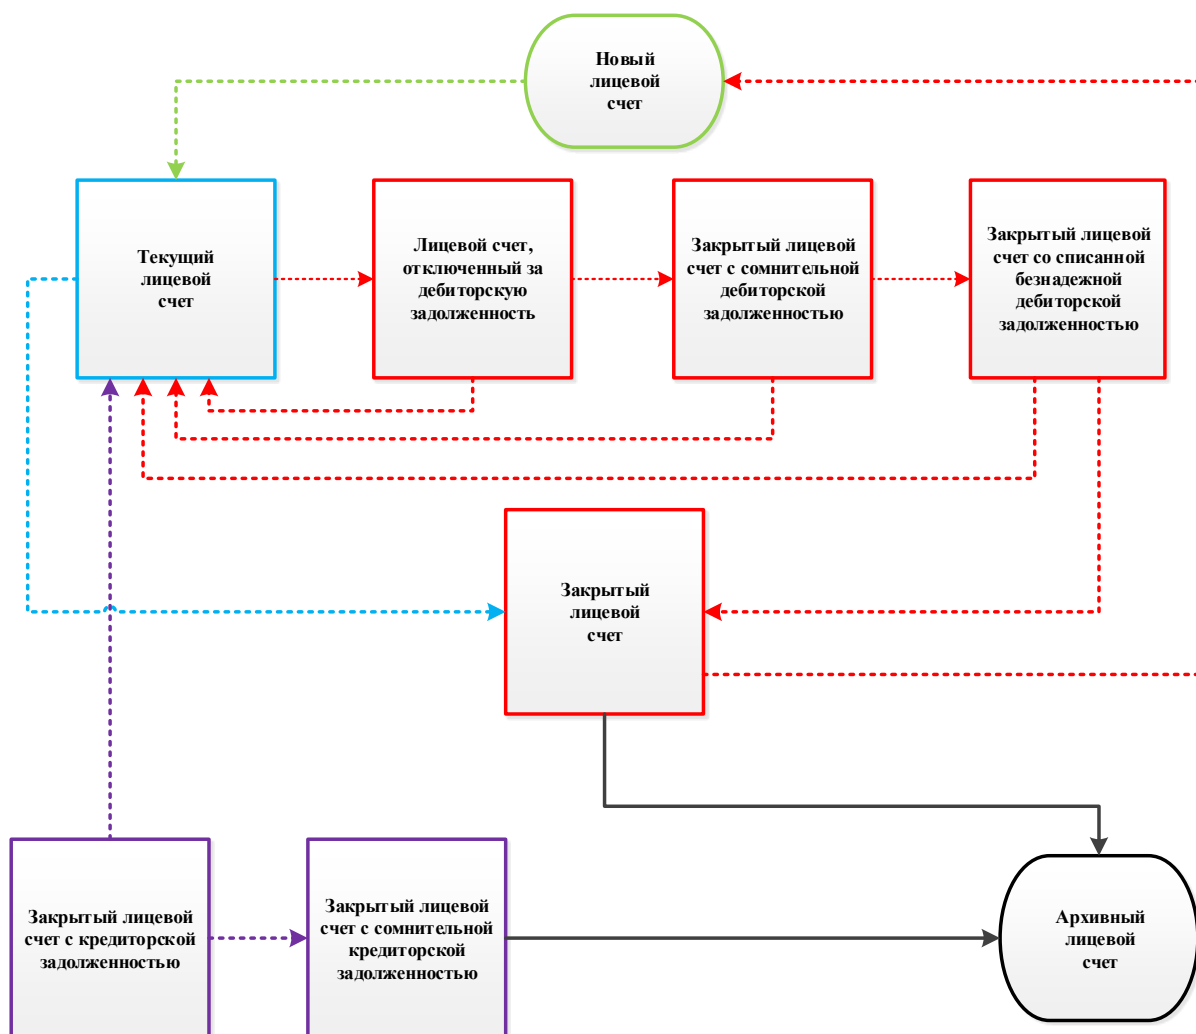 Новый
лицевой
счет
Текущий
лицевой
счет
Лицевой счет,
отключенный за
дебиторскую
задолженность
Закрытый лицевой
счет с сомнительной
дебиторской
задолженностью
Закрытый лицевой
счет со списанной
безнадежной
дебиторской
задолженностью
Закрытый
лицевой
счет
Закрытый лицевой
счет с кредиторской
задолженностью
Закрытый лицевой
счет с сомнительной
кредиторской
задолженностью
Архивный
лицевой
счет